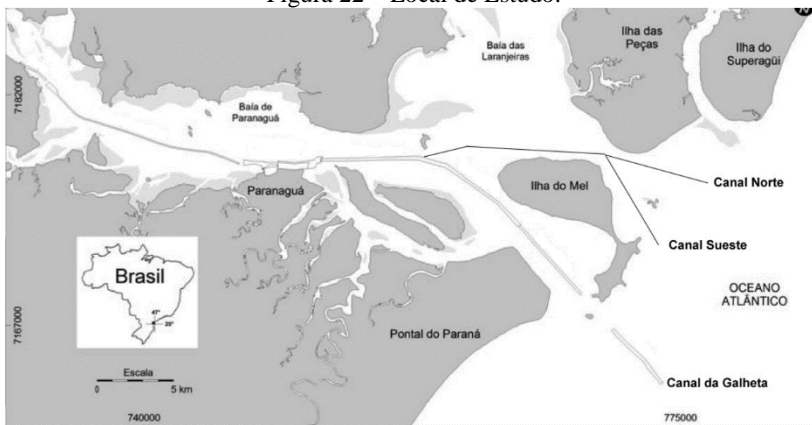 Figura 22 – Local de Estudo.
N
Ilha das
Peças
Ilha do
Superagüi
Baía das
Laranjeiras
7182000
Baía de
Paranaguá
Paranaguá
Ilha do Mel
Canal Norte
Canal Sueste
Brasil
47°
25°
OCEANO
ATLÂNTICO
7167000
Pontal do Paraná
Escala
0
5 km
Canal da Galheta
740000
775000